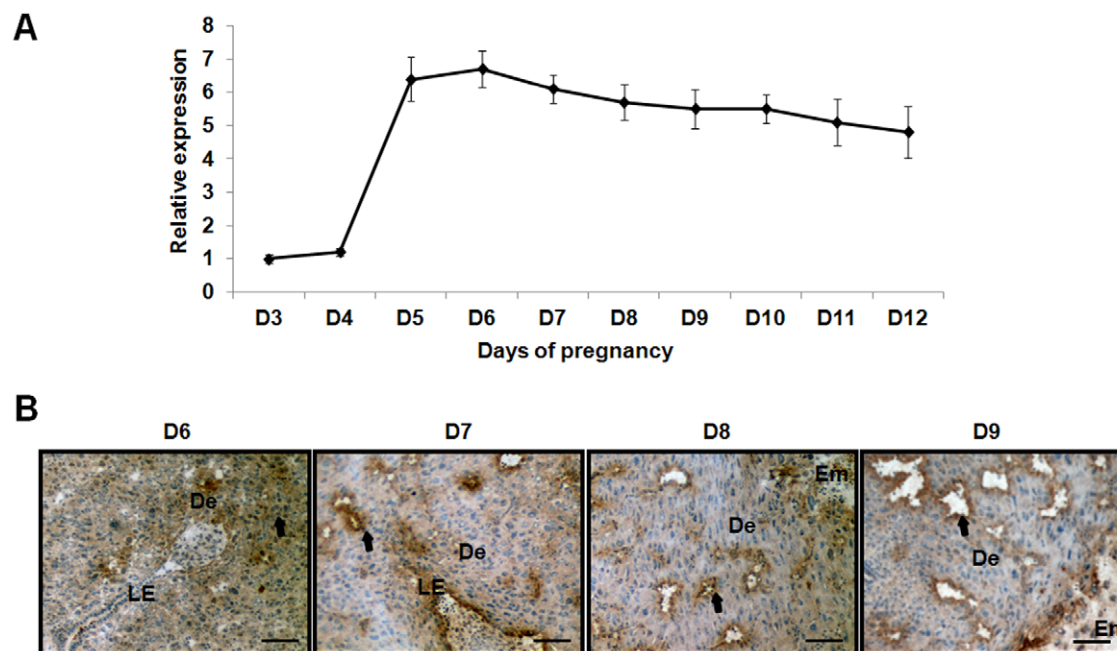 A
Relative expression
8
7
6
5
4
3
2
1
0
D3 D4 D5 D6 D7 D8 D9 D10 D11 D12
Days of pregnancy
B
D6 D7 D8 D9
De
LE
De
LE
Em
De
De
En